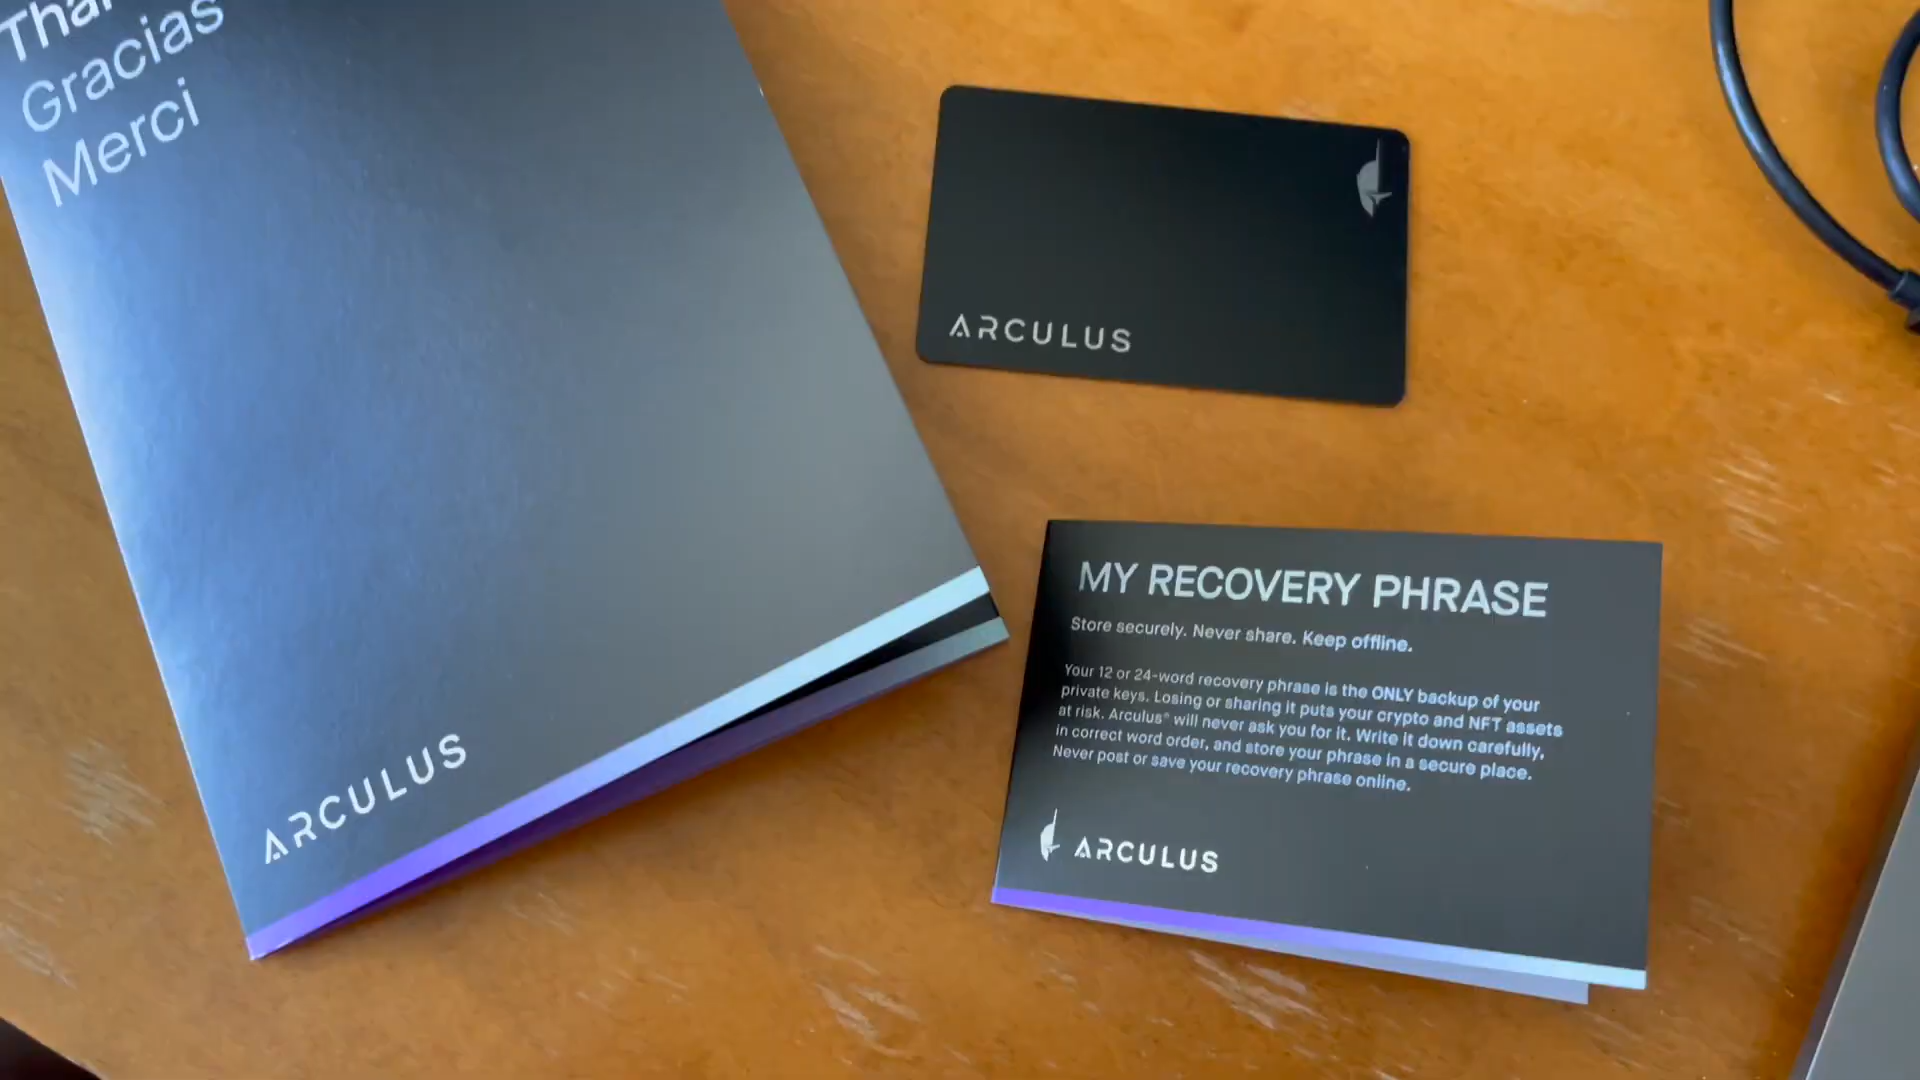 Gracias
Merci
ARCULUS
ARCULUS
MY RECOVERY PHRASE
Store securely. Never share. Keep offline.
Your 12 or 24-word recovery phrase is the ONLY backup of your
private keys. Losing or sharing it puts your crypto and NFT assets
at risk. Arculus® will never ask you for it. Write it down carefully,
in correct word order, and store your phrase in a secure place.
Never post or save your recovery phrase online.
ARCULUS